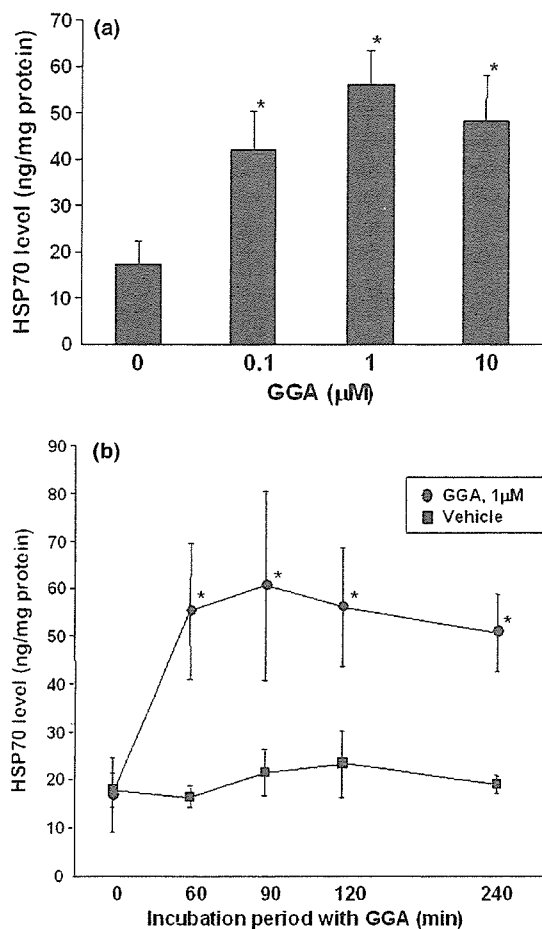 (a)
HSP70 level (ng/mg protein)
70
60
50
40
30
20
10
0
*
*
*
0 0.1 1 10
GGA (µM)
(b)
HSP70 level (ng/mg protein)
90
80
70
60
50
40
30
20
10
0
GGA, 1µM
Vehicle
*
*
*
*
0 60 90 120 240
Incubation period with GGA (min)